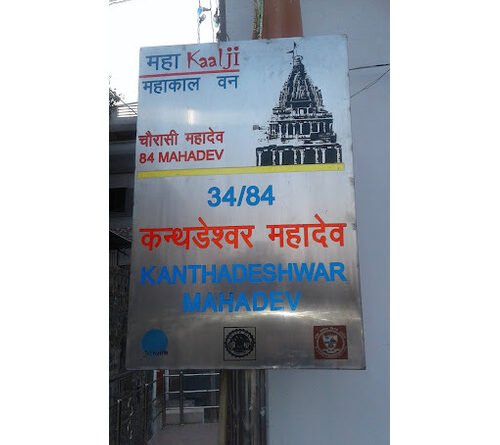 महा Kaalji
महाकाल वन
चौरासी महादेव
84 MAHADEV
34/84
कन्थडेश्वर महादेव
KANTHADESHWAR
MAHADEV